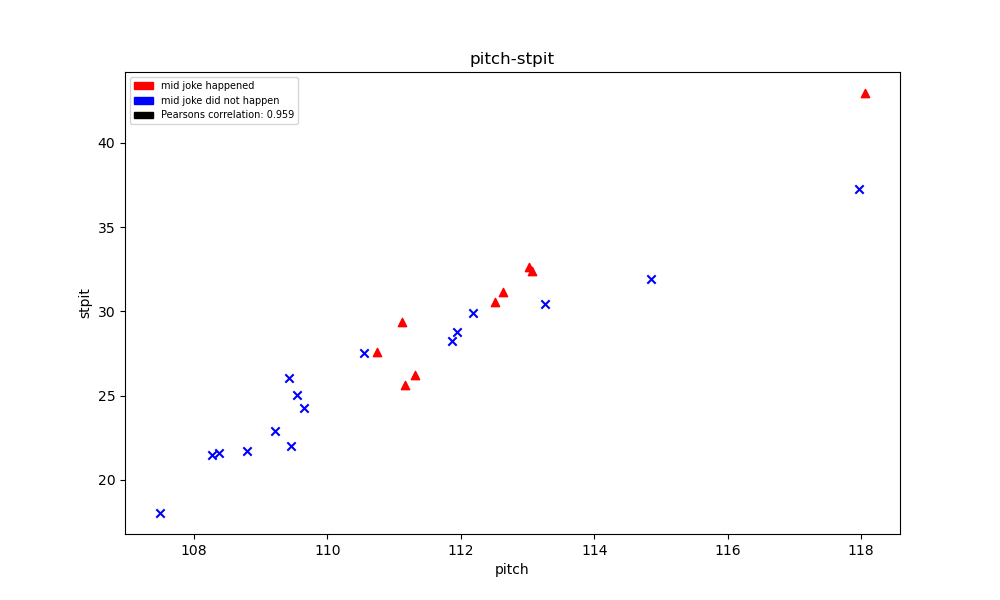 pitch-stpit
mid joke happened
mid joke did not happen
Pearsons correlation: 0.959
40
35
30
25
20
stpit
108 110 112 114 116 118
pitch